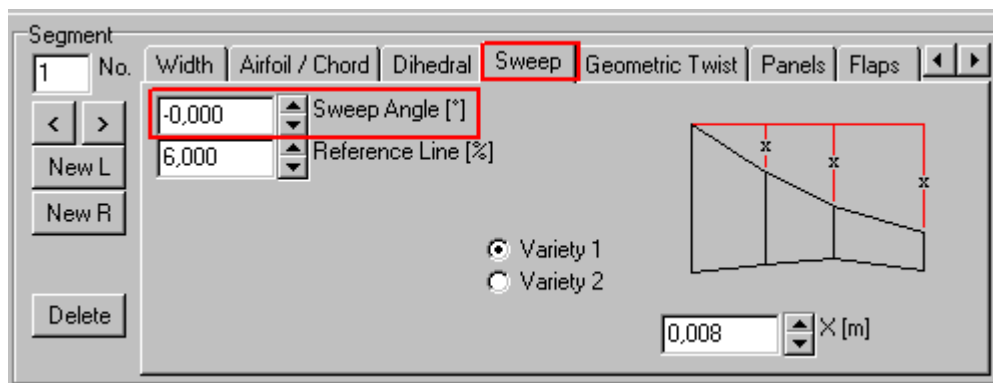 Segment
1 No. Width Airfoil / Chord Dihedral Sweep Geometric Twist Panels Flaps
-0,000 Sweep Angle [°]
< >
6,000 Reference Line [%]
New L
New R
x x x
Variety 1
Variety 2
Delete
0,008 X [m]